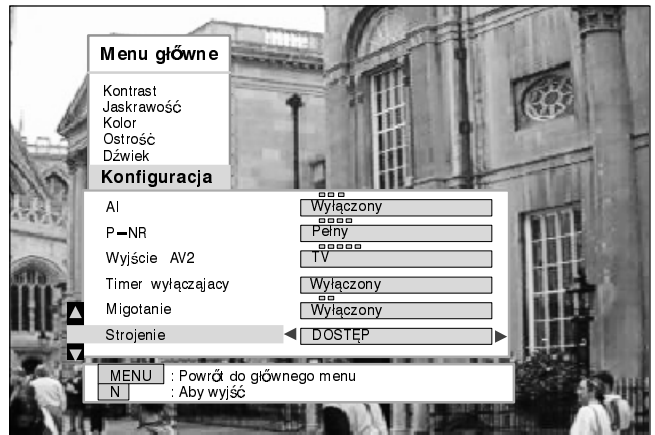 Menu główne
Kontrast
Jaskrawość
Kolor
Ostrość
Dźwiek
Konfiguracja
AI Wyłączony
P-NR Pełny
Wyjście AV2 TV
Timer wyłączajacy Wyłączony
Migotanie Wyłączony
Strojenie DOSTĘP
MENU : Powrót do głównego menu
N : Aby wyjść